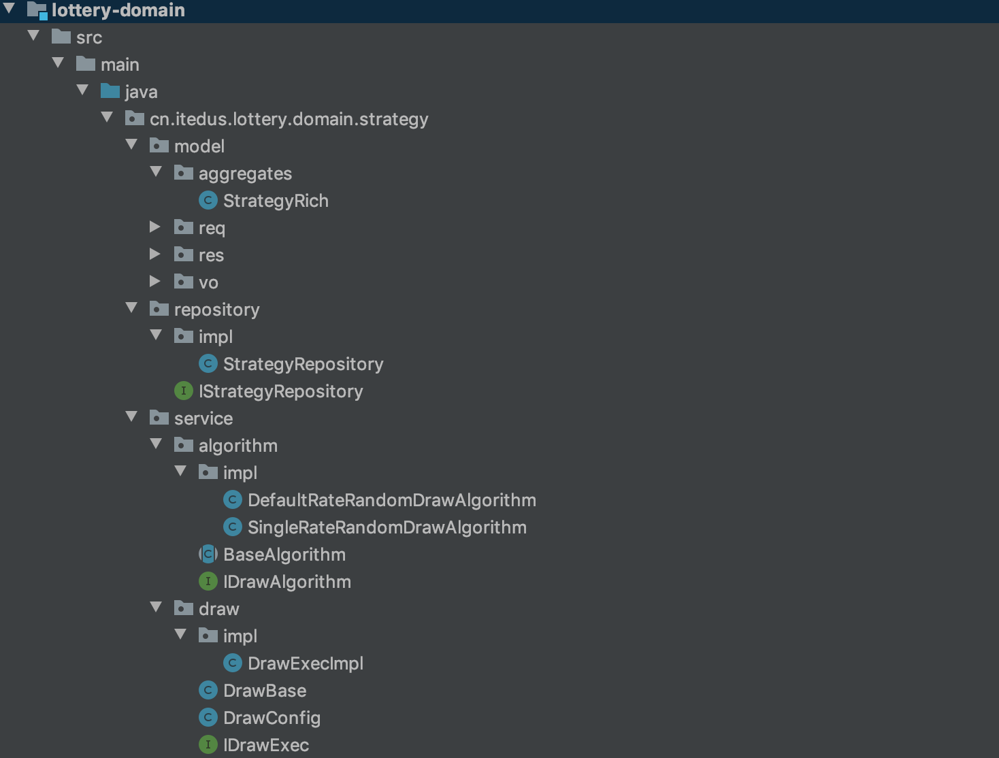 lottery-domain
src
main
java
cn.itedus.lottery.domain.strategy
model
aggregates
C StrategyRich
req
res
vo
repository
impl
C StrategyRepository
I IStrategyRepository
service
algorithm
impl
C DefaultRateRandomDrawAlgorithm
C SingleRateRandomDrawAlgorithm
C BaseAlgorithm
I IDrawAlgorithm
draw
impl
C DrawExecImpl
C DrawBase
C DrawConfig
I IDrawExec